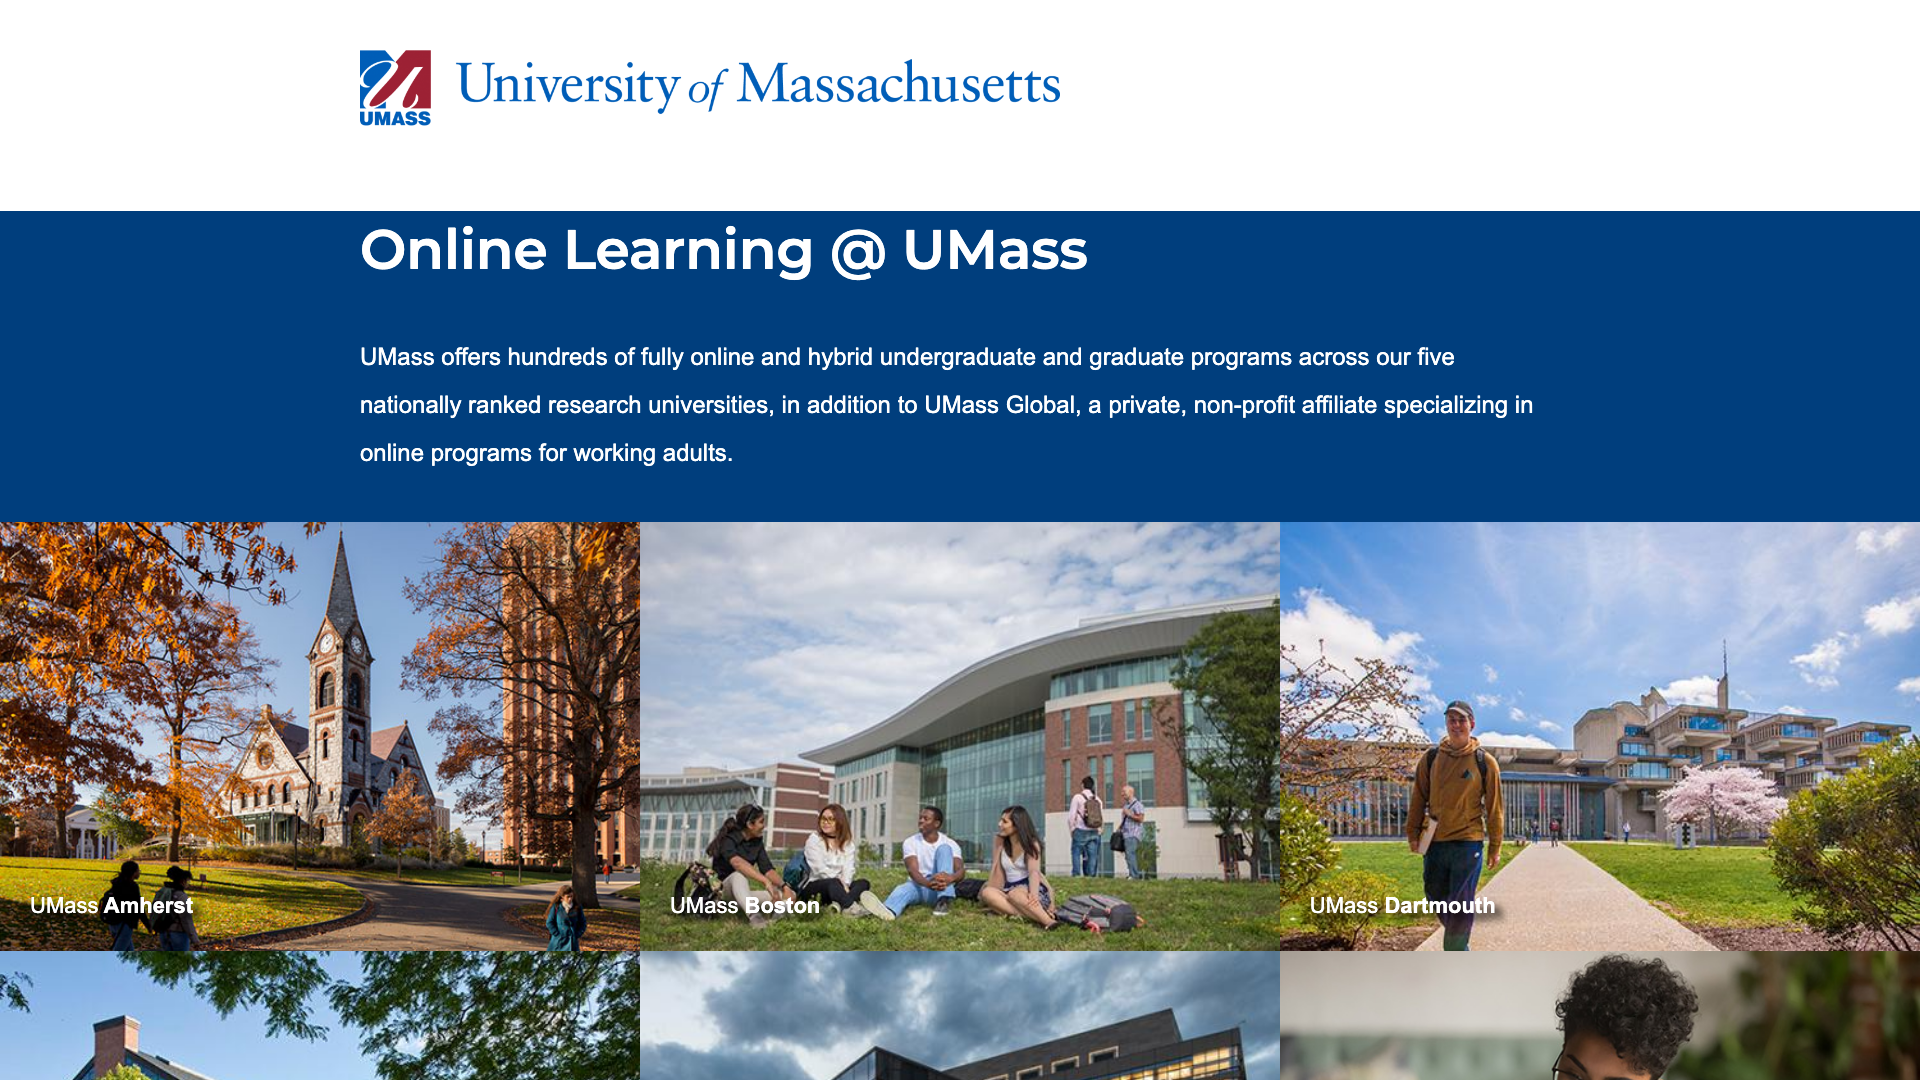 UMASS
University of Massachusetts
Online Learning @ UMass
UMass offers hundreds of fully online and hybrid undergraduate and graduate programs across our five
nationally ranked research universities, in addition to UMass Global, a private, non-profit affiliate specializing in
online programs for working adults.
UMass Amherst
UMass Boston
UMass Dartmouth